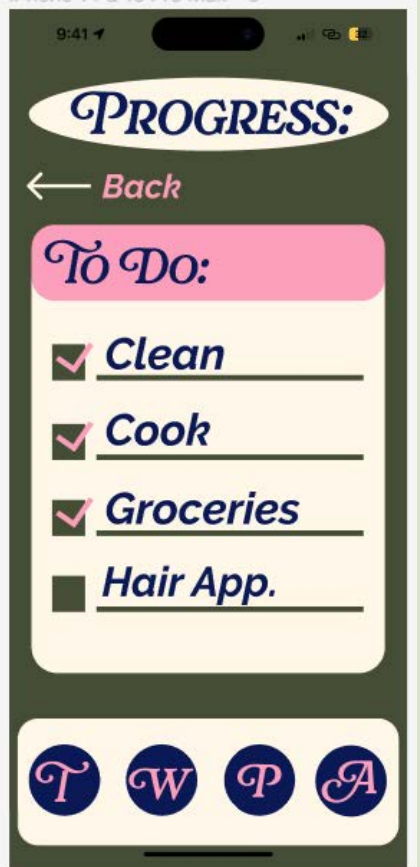 9:41
PROGRESS:
Back
TO DO:
Clean
Cook
Groceries
Hair App.
T W P A